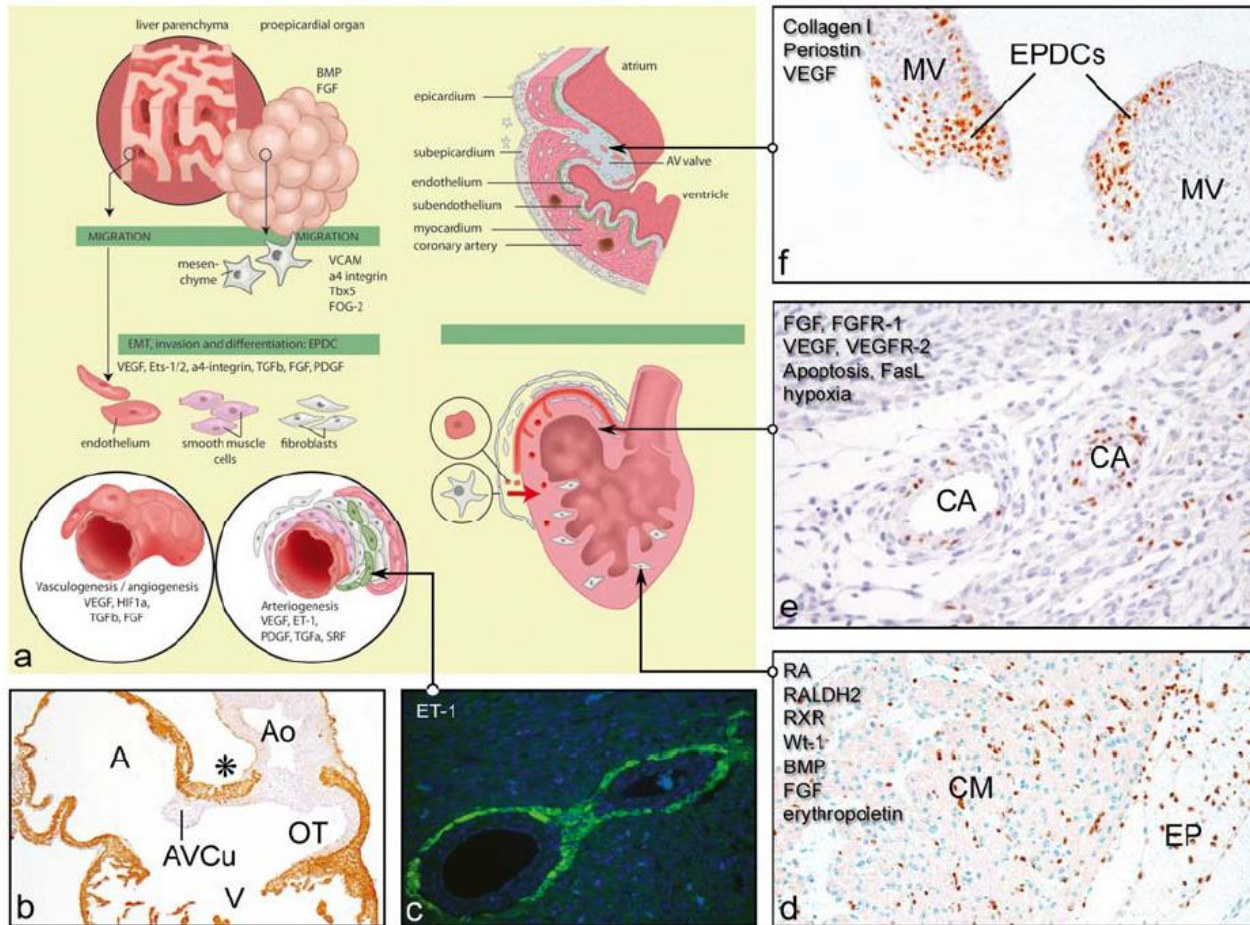 liver parenchyma
proepicardial organ
BMP
FGF
MIGRATION
MIGRATION
mesen-
chyme
VCAM
a4 integrin
Tbx5
FOG-2
EMT, invasion and differentiation: EPDC
VEGF, Ets-1/2, a4-integrin, TGFb, FGF, PDGF
endothelium
smooth muscle
cells
fibroblasts
Vasculogenesis / angiogenesis
VEGF, HIF1a,
TGFb, FGF
Arteriogenesis
VEGF, ET-1,
PDGF, TGFa, SRF
a
epicardium
subepicardium
endothelium
subendothelium
myocardium
coronary artery
atrium
AV valve
ventricle
Collagen I
Periostin
VEGF
MV
EPDCs
MV
f
FGF, FGFR-1
VEGF, VEGFR-2
Apoptosis, FasL
hypoxia
CA
CA
e
RA
RALDH2
RXR
Wt-1
BMP
FGF
erythropoletin
CM
EP
d
A
Ao
*
AVCu
OT
V
b
ET-1
c